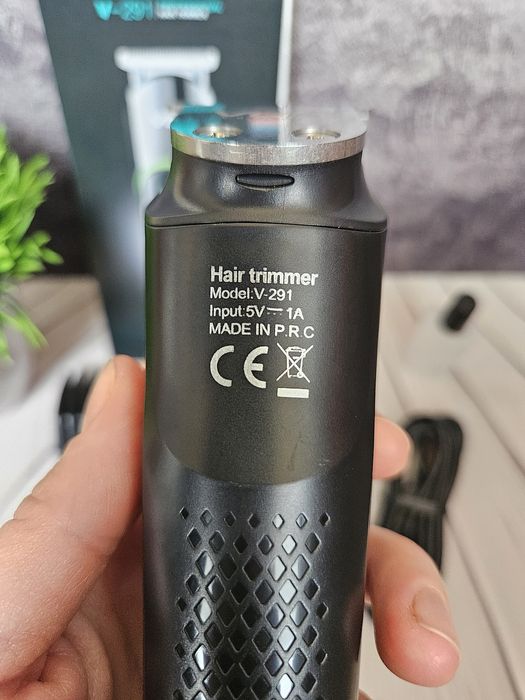 V-291
Hair trimmer
Model:V-291
Input:5V⎓1A
MADE IN P.R.C
CE